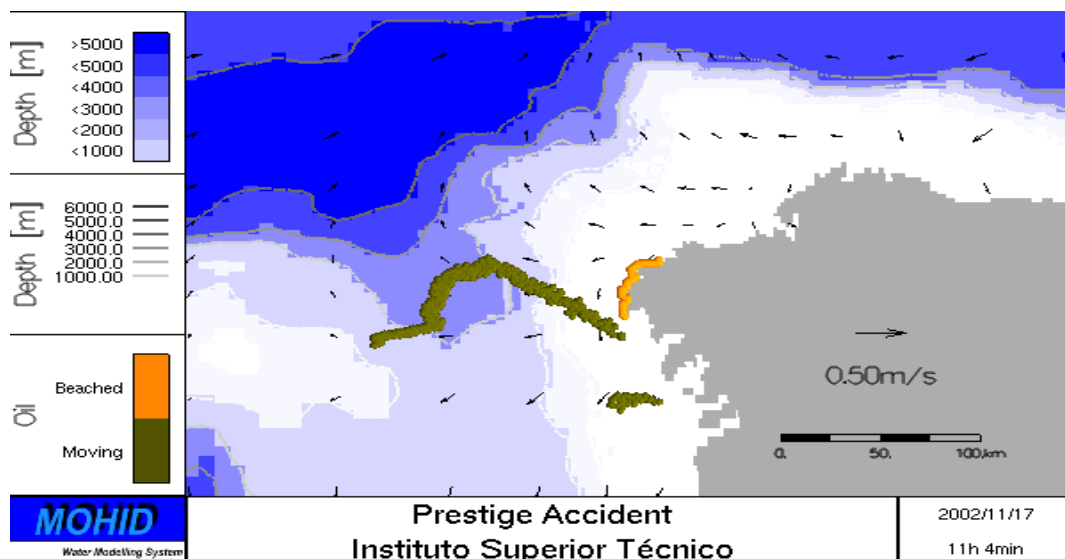 Depth [m]
>5000
<5000
<4000
<3000
<2000
<1000
Depth [m]
6000.0
5000.0
4000.0
3000.0
2000.0
1000.00
Oil
Beached
Moving
0.50m/s
0. 50. 100.km
MOHID
Water Modelling System
Prestige Accident
Instituto Superior Técnico
2002/11/17
11h 4min